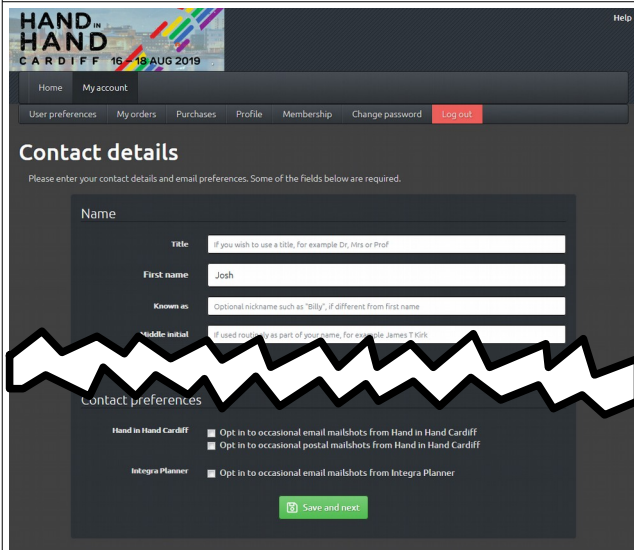 HAND IN
HAND
CARDIFF 16 – 18 AUG 2019
Help
Home My account
User preferences My orders Purchases Profile Membership Change password Log out
Contact details
Please enter your contact details and email preferences. Some of the fields below are required.
Name
Title If you wish to use a title, for example Dr, Mrs or Prof
First name Josh
Known as Optional nickname such as "Billy", if different from first name
Middle initial If used routinely as part of your name, for example James T Kirk
Contact preferences
Hand in Hand Cardiff Opt in to occasional email mailshots from Hand in Hand Cardiff
Opt in to occasional postal mailshots from Hand in Hand Cardiff
Integra Planner Opt in to occasional email mailshots from Integra Planner
Save and next